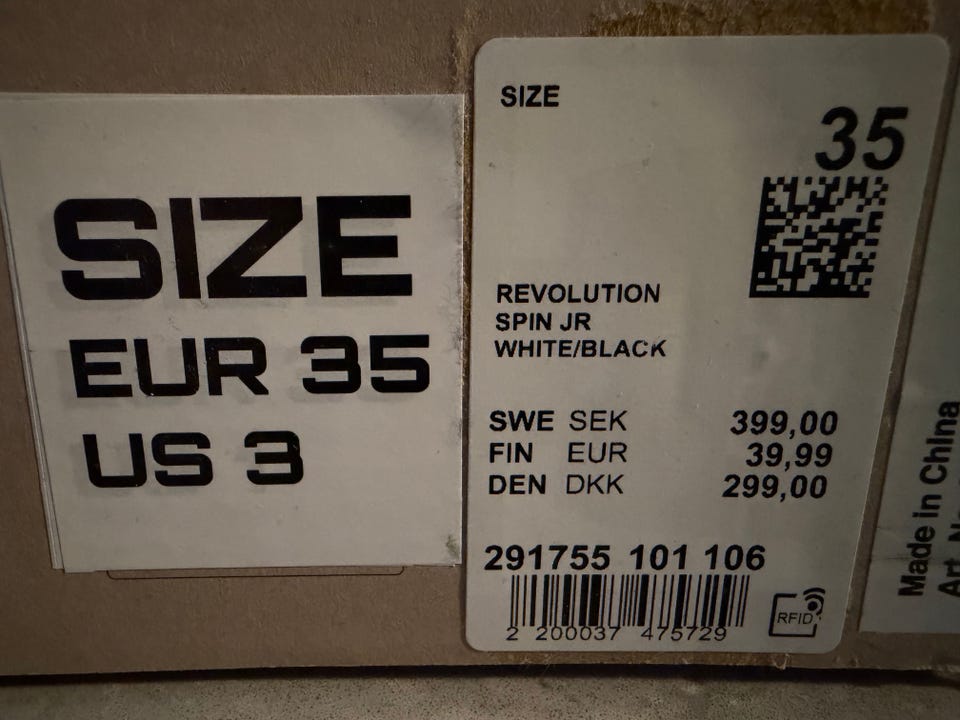 SIZE
EUR 35
US 3
SIZE
35
REVOLUTION
SPIN JR
WHITE/BLACK
SWE SEK 399,00
FIN EUR 39,99
DEN DKK 299,00
291755 101 106
2 200037 475729
RFID
Made in China
Art.